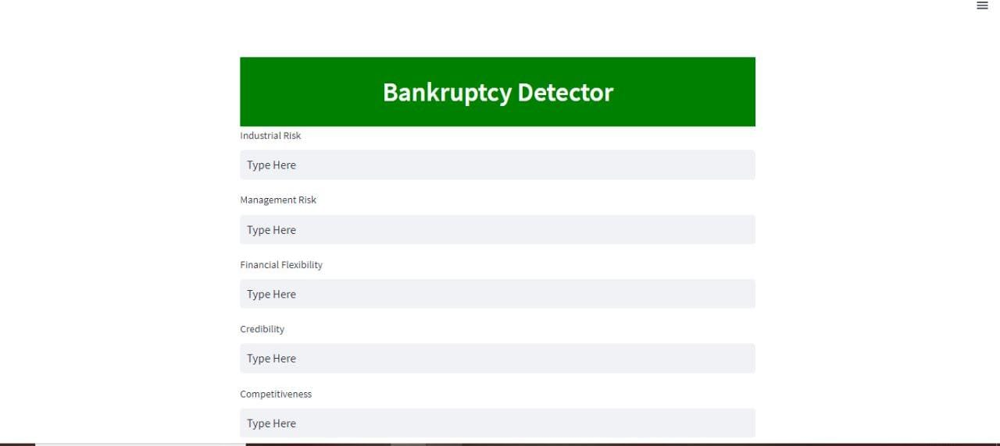 Bankruptcy Detector
Industrial Risk
Type Here
Management Risk
Type Here
Financial Flexibility
Type Here
Credibility
Type Here
Competitiveness
Type Here